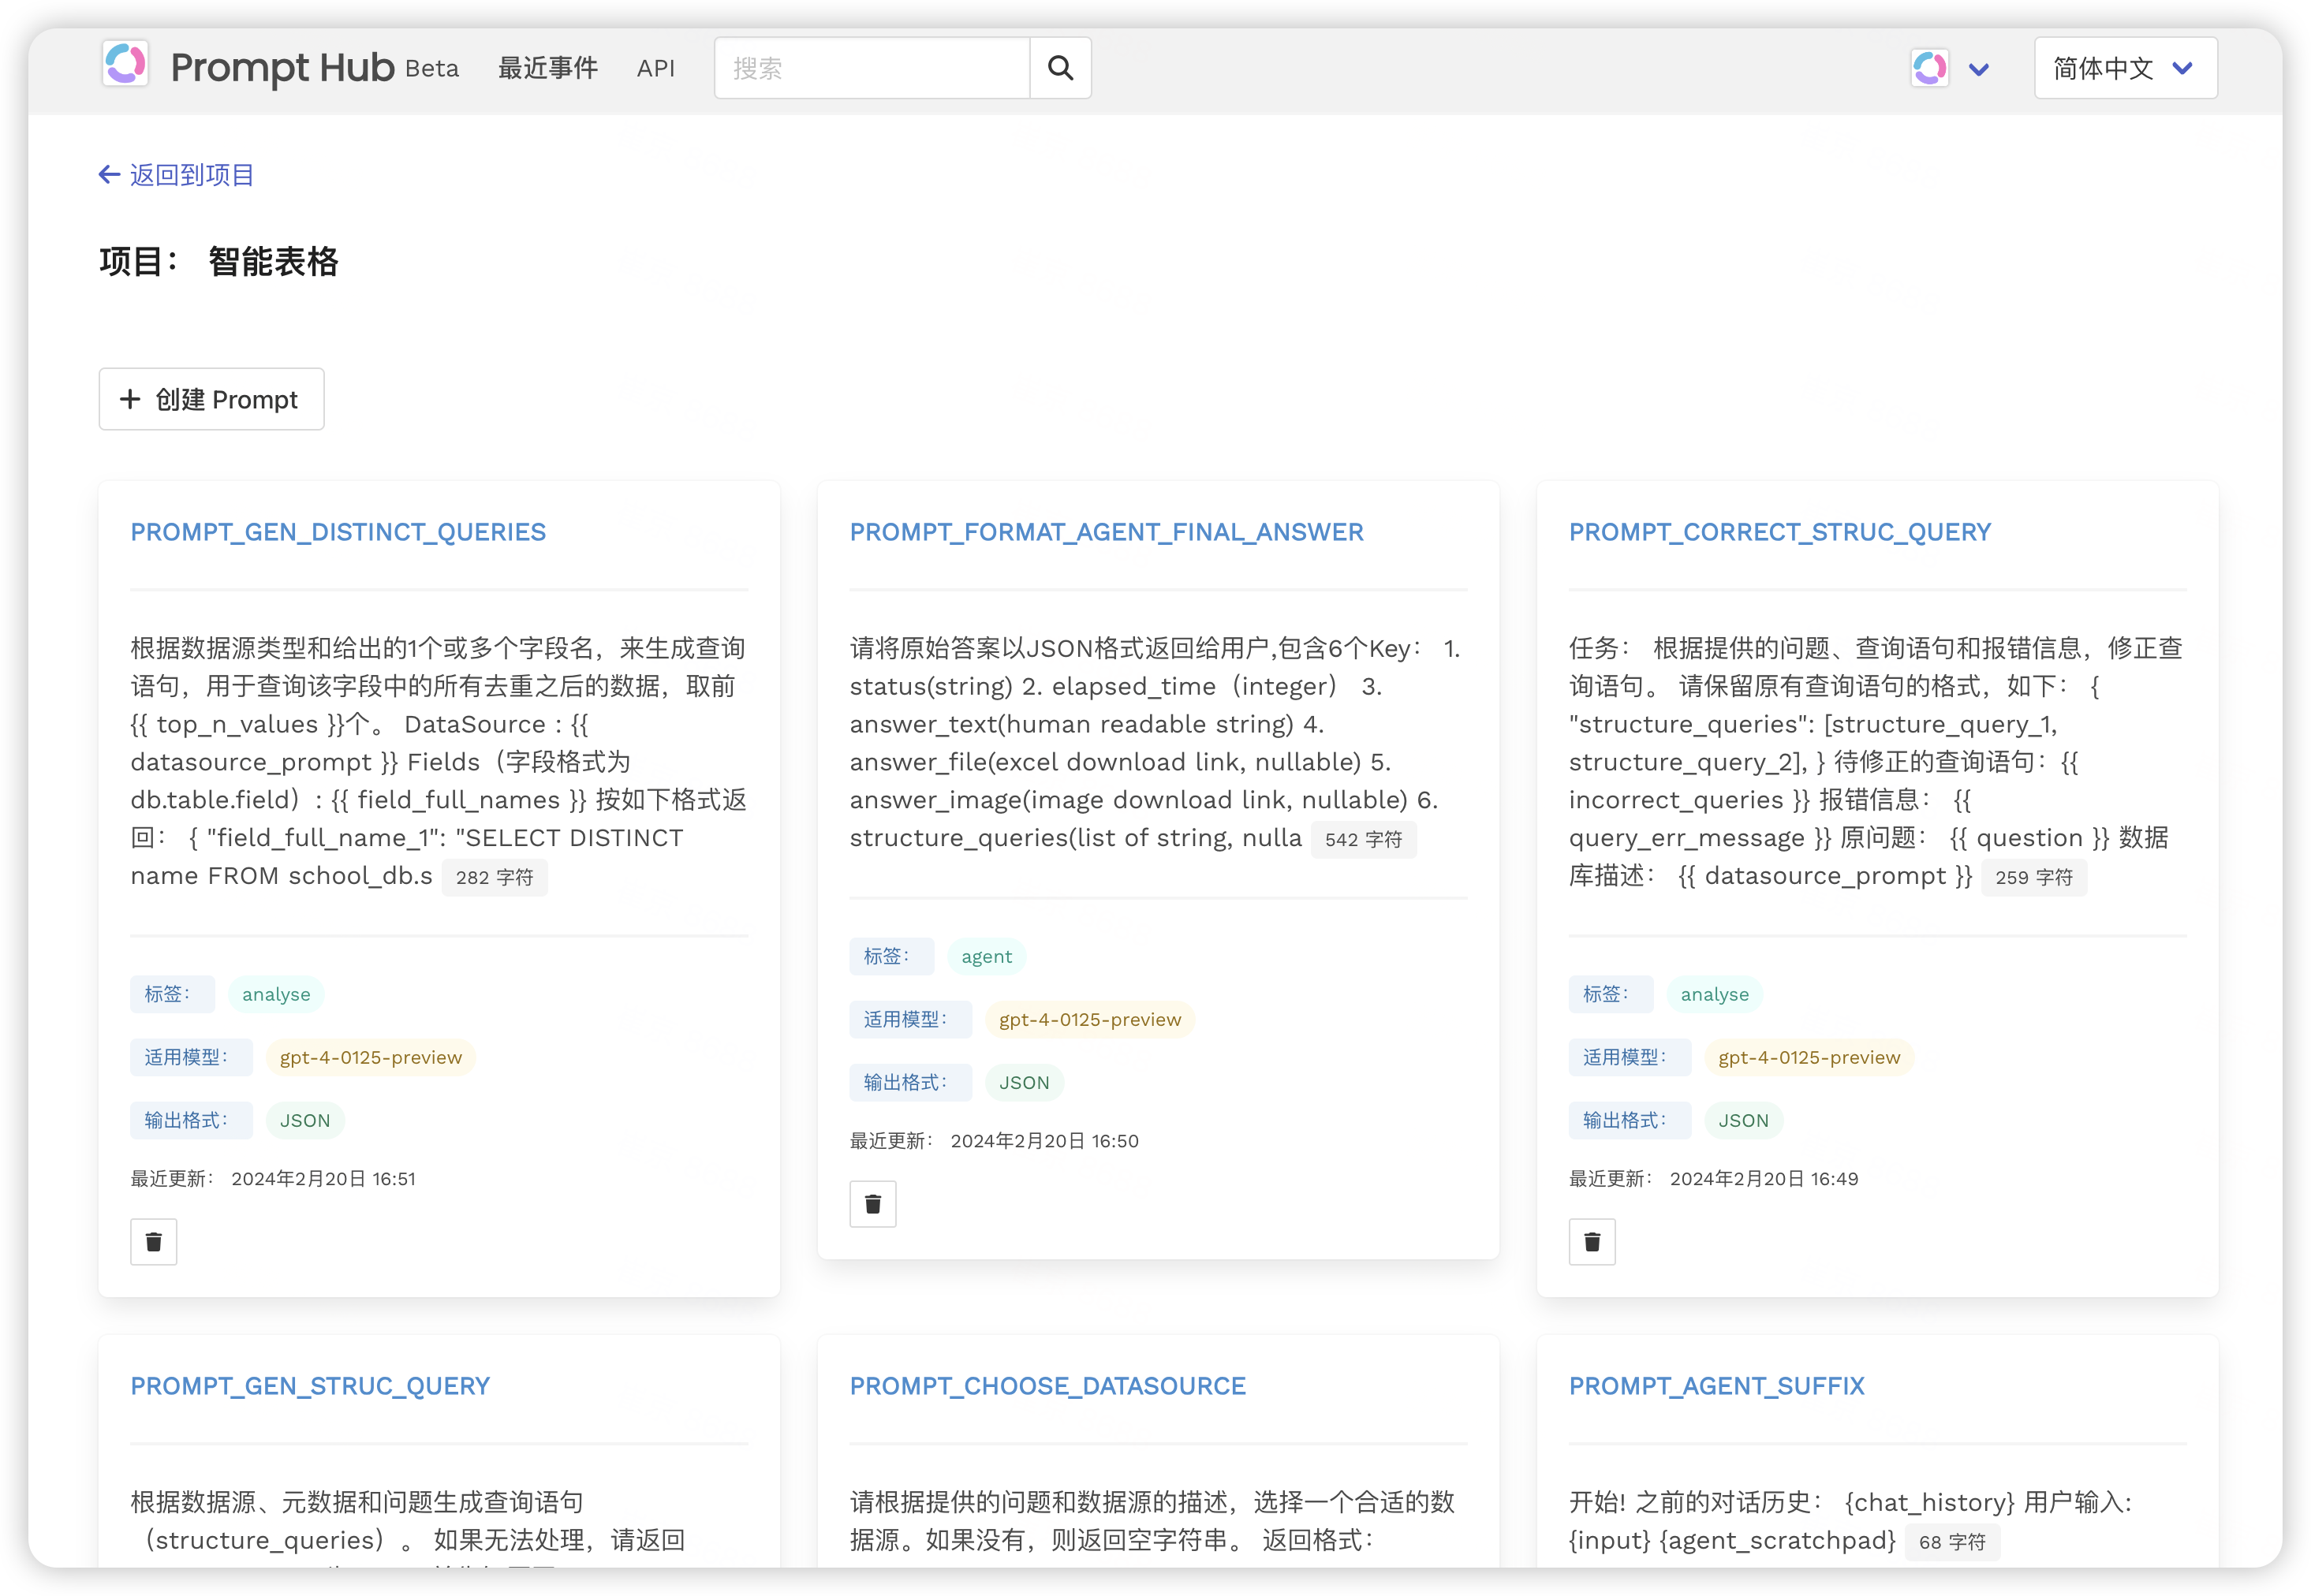 Prompt Hub Beta 最近事件 API 搜索 简体中文
返回到项目
项目： 智能表格
创建 Prompt
PROMPT_GEN_DISTINCT_QUERIES
根据数据源类型和给出的1个或多个字段名，来生成查询
语句，用于查询该字段中的所有去重之后的数据，取前
{{ top_n_values }}个。 DataSource : {{
datasource_prompt }} Fields（字段格式为
db.table.field）: {{ field_full_names }} 按如下格式返
回： { "field_full_name_1": "SELECT DISTINCT
name FROM school_db.s 282 字符
标签： analyse
适用模型： gpt-4-0125-preview
输出格式： JSON
最近更新： 2024年2月20日 16:51
PROMPT_FORMAT_AGENT_FINAL_ANSWER
请将原始答案以JSON格式返回给用户,包含6个Key： 1.
status(string) 2. elapsed_time（integer） 3.
answer_text(human readable string) 4.
answer_file(excel download link, nullable) 5.
answer_image(image download link, nullable) 6.
structure_queries(list of string, nulla 542 字符
标签： agent
适用模型： gpt-4-0125-preview
输出格式： JSON
最近更新： 2024年2月20日 16:50
PROMPT_CORRECT_STRUC_QUERY
任务： 根据提供的问题、查询语句和报错信息，修正查
询语句。 请保留原有查询语句的格式，如下： {
"structure_queries": [structure_query_1,
structure_query_2], } 待修正的查询语句：{{
incorrect_queries }} 报错信息： {{
query_err_message }} 原问题： {{ question }} 数据
库描述： {{ datasource_prompt }} 259 字符
标签： analyse
适用模型： gpt-4-0125-preview
输出格式： JSON
最近更新： 2024年2月20日 16:49
PROMPT_GEN_STRUC_QUERY
根据数据源、元数据和问题生成查询语句
（structure_queries）。 如果无法处理，请返回
PROMPT_CHOOSE_DATASOURCE
请根据提供的问题和数据源的描述，选择一个合适的数
据源。如果没有，则返回空字符串。 返回格式：
PROMPT_AGENT_SUFFIX
开始! 之前的对话历史： {chat_history} 用户输入:
{input} {agent_scratchpad} 68 字符